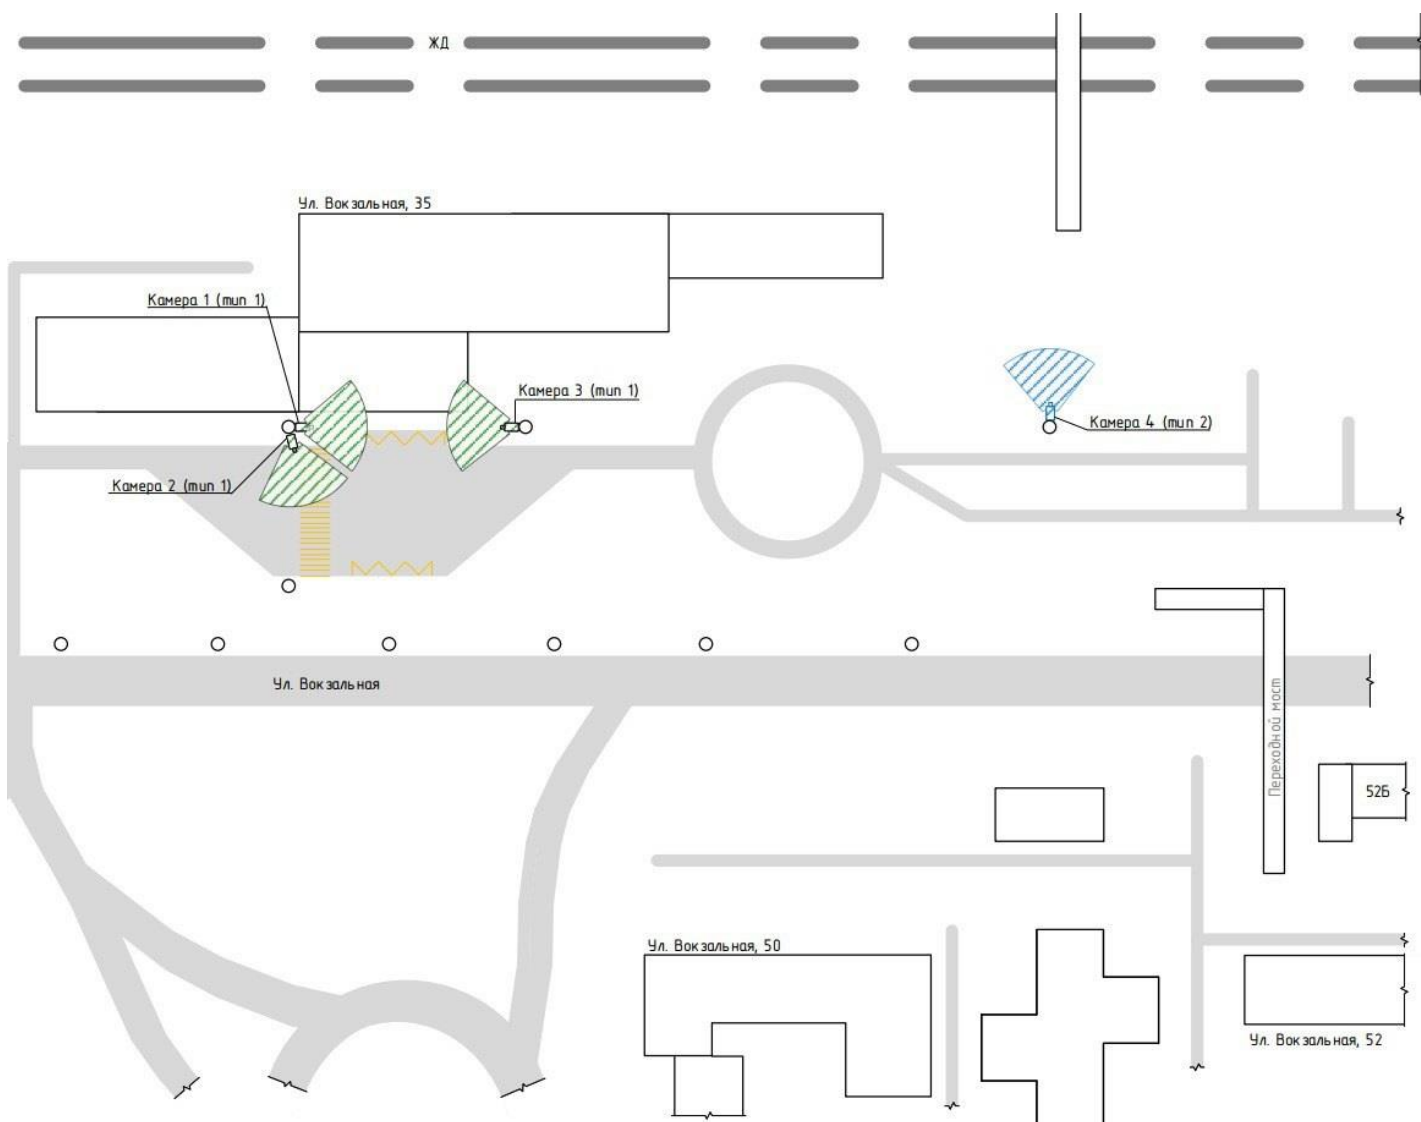 ЖД
Ул. Вокзальная, 35
Камера 1 (тип 1)
Камера 3 (тип 1)
Камера 4 (тип 2)
Камера 2 (тип 1)
Ул. Вокзальная
Переходной мост
52Б
Ул. Вокзальная, 50
Ул. Вокзальная, 52